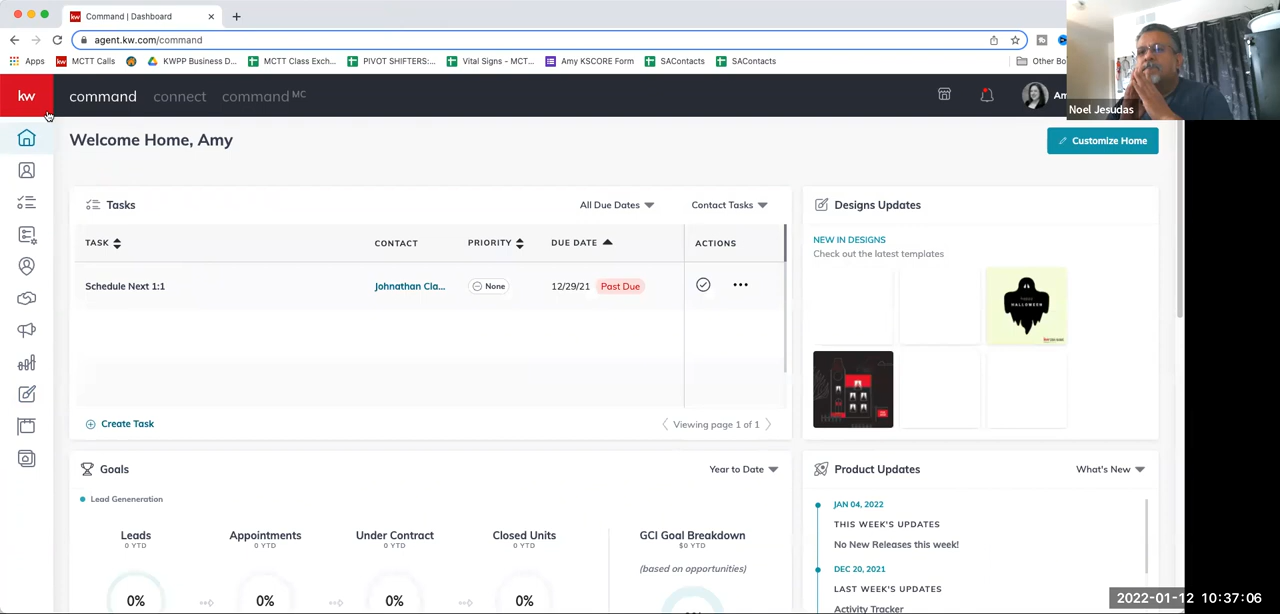 Command | Dashboard
agent.kw.com/command
Apps MCTT Calls KWPP Business D... MCTT Class Exch... PIVOT SHIFTERS:... Vital Signs - MCT... Amy KSCORE Form SAContacts SAContacts Other Bo
kw command connect command MC Am
Noel Jesudas
Welcome Home, Amy
Customize Home
Tasks All Due Dates Contact Tasks
TASK CONTACT PRIORITY DUE DATE ACTIONS
Schedule Next 1:1 Johnathan Cla... None 12/29/21 Past Due
Create Task Viewing page 1 of 1
Designs Updates
NEW IN DESIGNS
Check out the latest templates
HALLOWEEN
Goals Year to Date
Lead Geneneration
Leads Appointments Under Contract Closed Units GCI Goal Breakdown
0 YTD 0 YTD 0 YTD 0 YTD $0 YTD
(based on opportunities)
0% 0% 0% 0%
Product Updates What's New
JAN 04, 2022
THIS WEEK'S UPDATES
No New Releases this week!
DEC 20, 2021
LAST WEEK'S UPDATES
Activity Tracker
2022-01-12 10:37:06